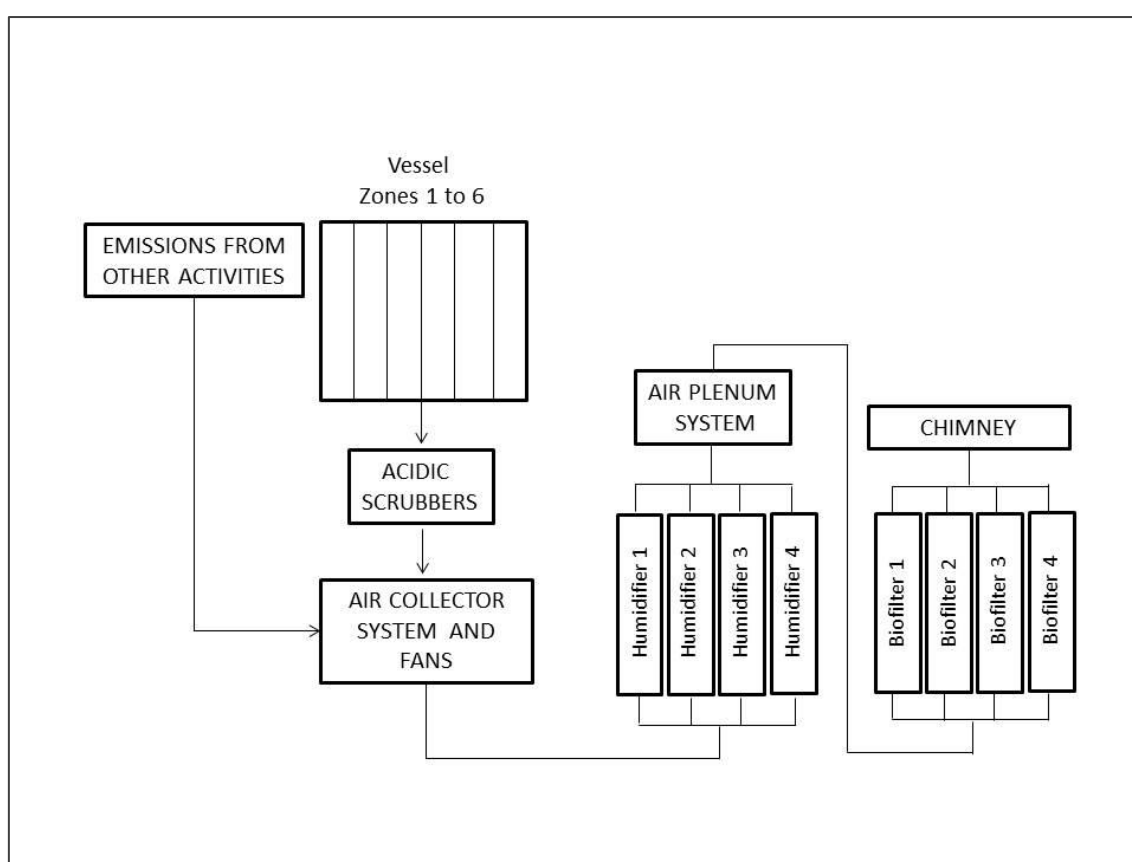 Vessel
Zones 1 to 6
EMISSIONS FROM
OTHER ACTIVITIES
ACIDIC
SCRUBBERS
AIR COLLECTOR
SYSTEM AND
FANS
AIR PLENUM
SYSTEM
Humidifier 1
Humidifier 2
Humidifier 3
Humidifier 4
CHIMNEY
Biofilter 1
Biofilter 2
Biofilter 3
Biofilter 4